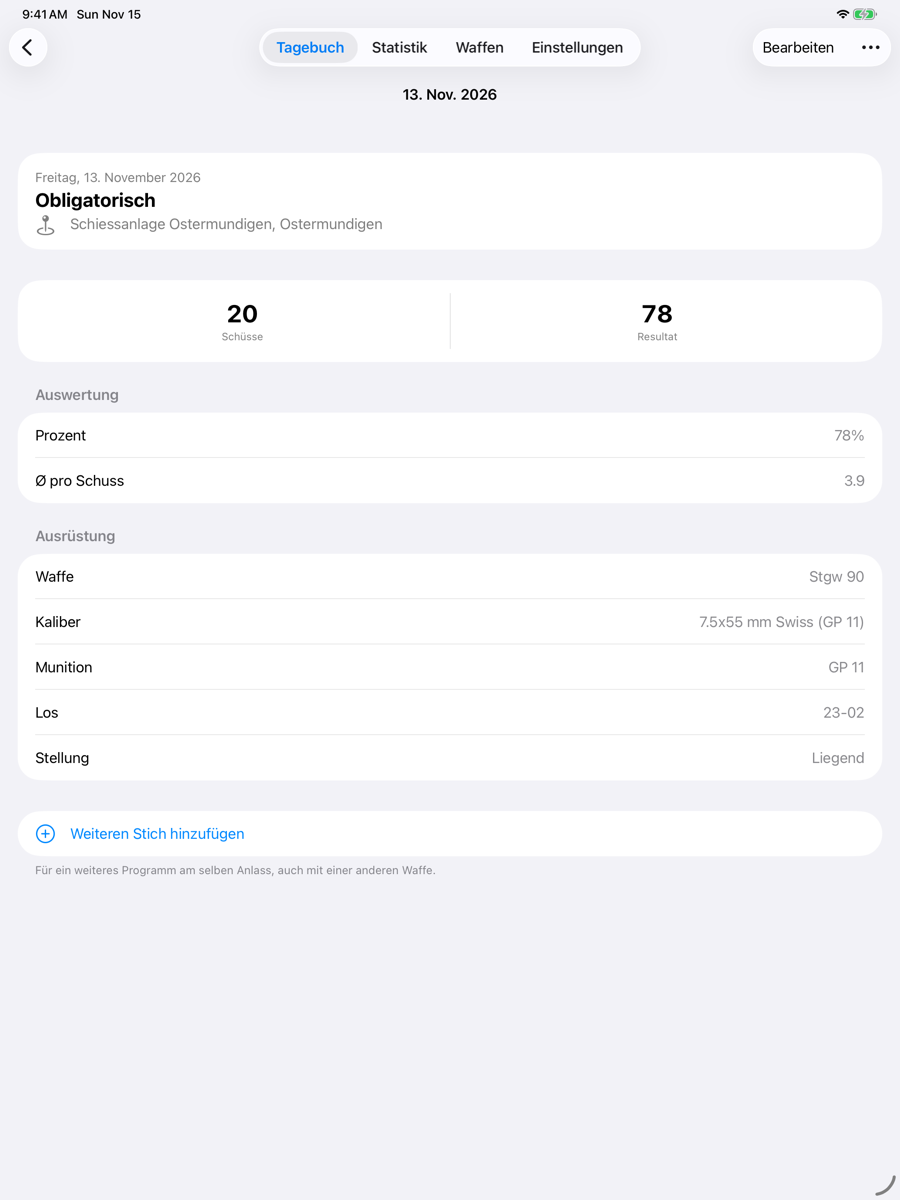 9:41 AM Sun Nov 15
Tagebuch Statistik Waffen Einstellungen
Bearbeiten
13. Nov. 2026
Freitag, 13. November 2026
Obligatorisch
Schiessanlage Ostermundigen, Ostermundigen
20
Schüsse
78
Resultat
Auswertung
Prozent 78%
Ø pro Schuss 3.9
Ausrüstung
Waffe Stgw 90
Kaliber 7.5x55 mm Swiss (GP 11)
Munition GP 11
Los 23-02
Stellung Liegend
Weiteren Stich hinzufügen
Für ein weiteres Programm am selben Anlass, auch mit einer anderen Waffe.